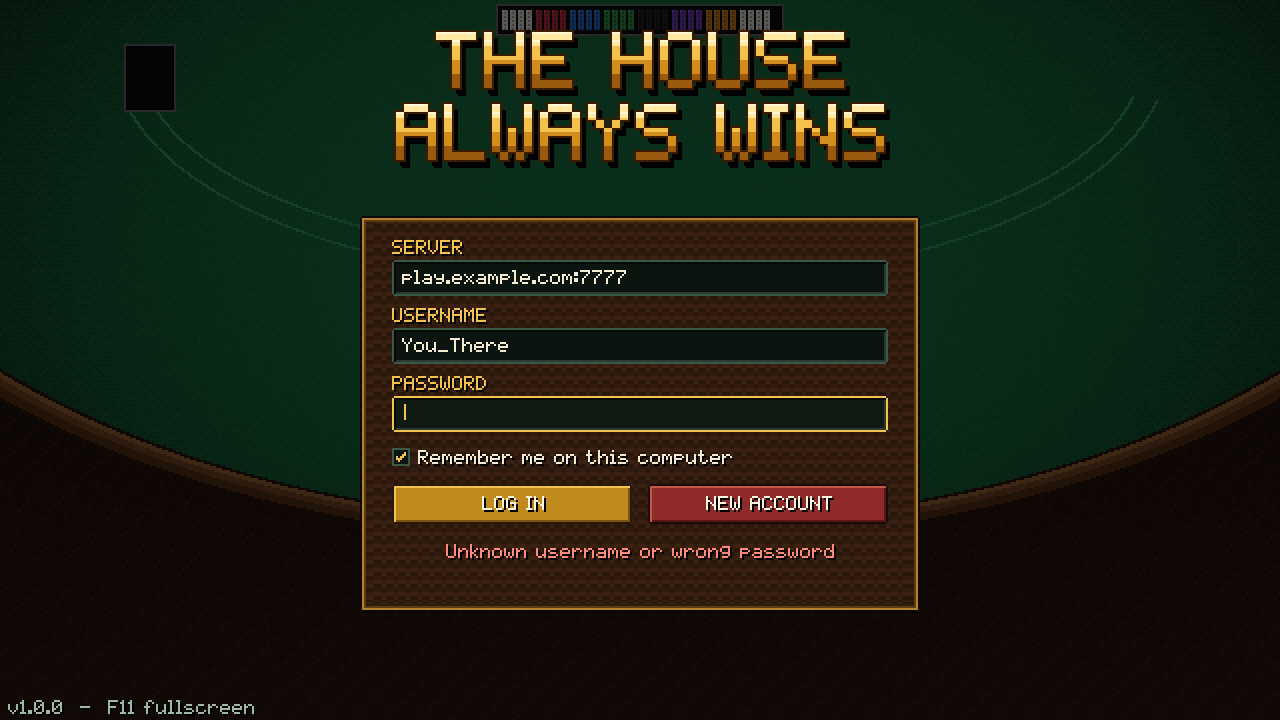 THE HOUSE
ALWAYS WINS
SERVER
play.example.com:7777
USERNAME
You_There
PASSWORD
Remember me on this computer
LOG IN
NEW ACCOUNT
Unknown username or wrong password
v1.0.0 - F11 fullscreen